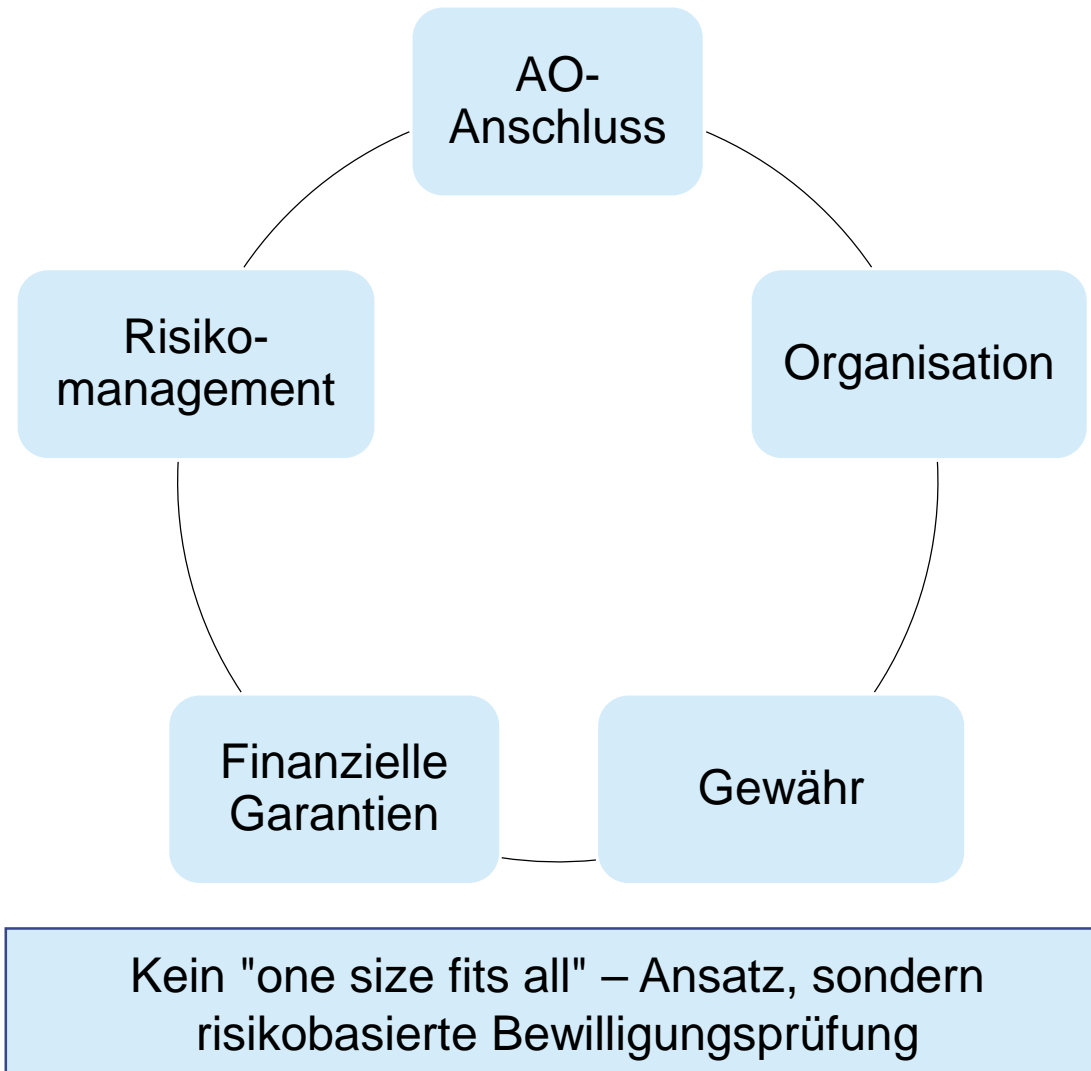 AO-
Anschluss
Risiko-
management
Organisation
Finanzielle
Garantien
Gewähr
Kein "one size fits all" – Ansatz, sondern
risikobasierte Bewilligungsprüfung